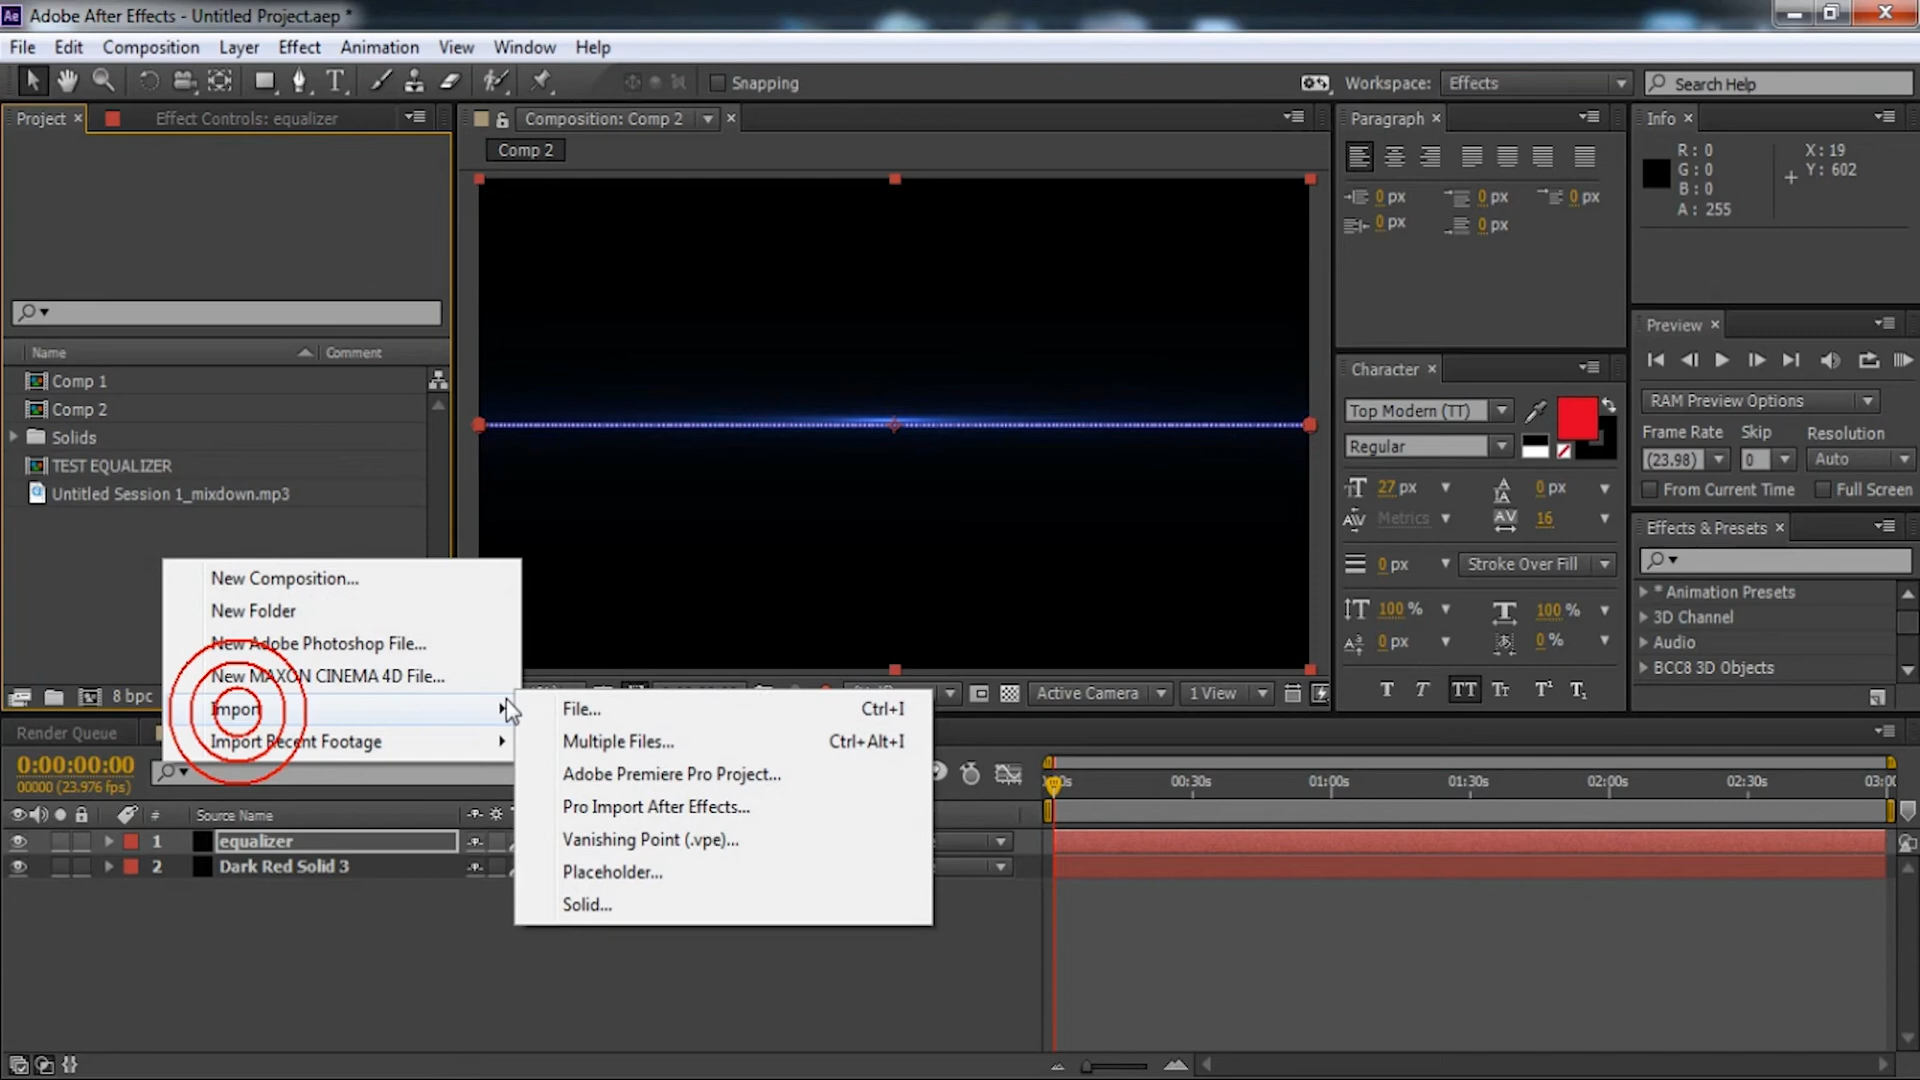 Ae Adobe After Effects - Untitled Project.aep *
File Edit Composition Layer Effect Animation View Window Help
Snapping Workspace: Effects Search Help
Project × Effect Controls: equalizer
Composition: Comp 2 ×
Comp 2
Paragraph ×
0 px 0 px 0 px
0 px 0 px
Info ×
R: 0 X: 19
G: 0 Y: 602
B: 0
A: 255
Name Comment
Comp 1
Comp 2
Solids
TEST EQUALIZER
Untitled Session 1_mixdown.mp3
Preview ×
RAM Preview Options
Frame Rate Skip Resolution
(23.98) 0 Auto
From Current Time Full Screen
Character ×
Top Modern (TT)
Regular
27 px 0 px
Metrics 16
0 px Stroke Over Fill
100 % 100 %
0 px 0 %
T T TT Tr T¹ T₁
Effects & Presets ×
* Animation Presets
3D Channel
Audio
BCC8 3D Objects
New Composition...
New Folder
New Adobe Photoshop File...
New MAXON CINEMA 4D File...
Import
Import Recent Footage
File... Ctrl+I
Multiple Files... Ctrl+Alt+I
Adobe Premiere Pro Project...
Pro Import After Effects...
Vanishing Point (.vpe)...
Placeholder...
Solid...
8 bpc
Active Camera 1 View
Render Queue
0:00:00:00
00000 (23.976 fps)
00:30s 01:00s 01:30s 02:00s 02:30s
# Source Name
1 equalizer
2 Dark Red Solid 3